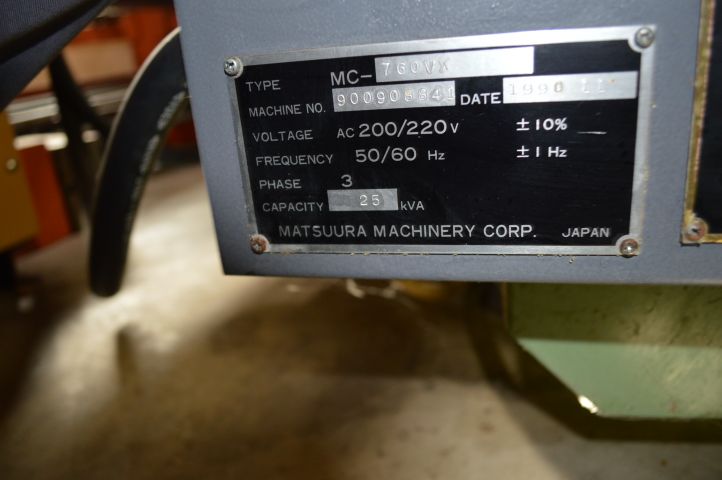 TYPE MC-760VX
MACHINE NO. 900908641 DATE 1990 11
VOLTAGE AC 200/220 V ±10%
FREQUENCY 50/60 Hz ±1 Hz
PHASE 3
CAPACITY 25 kVA
MATSUURA MACHINERY CORP. JAPAN